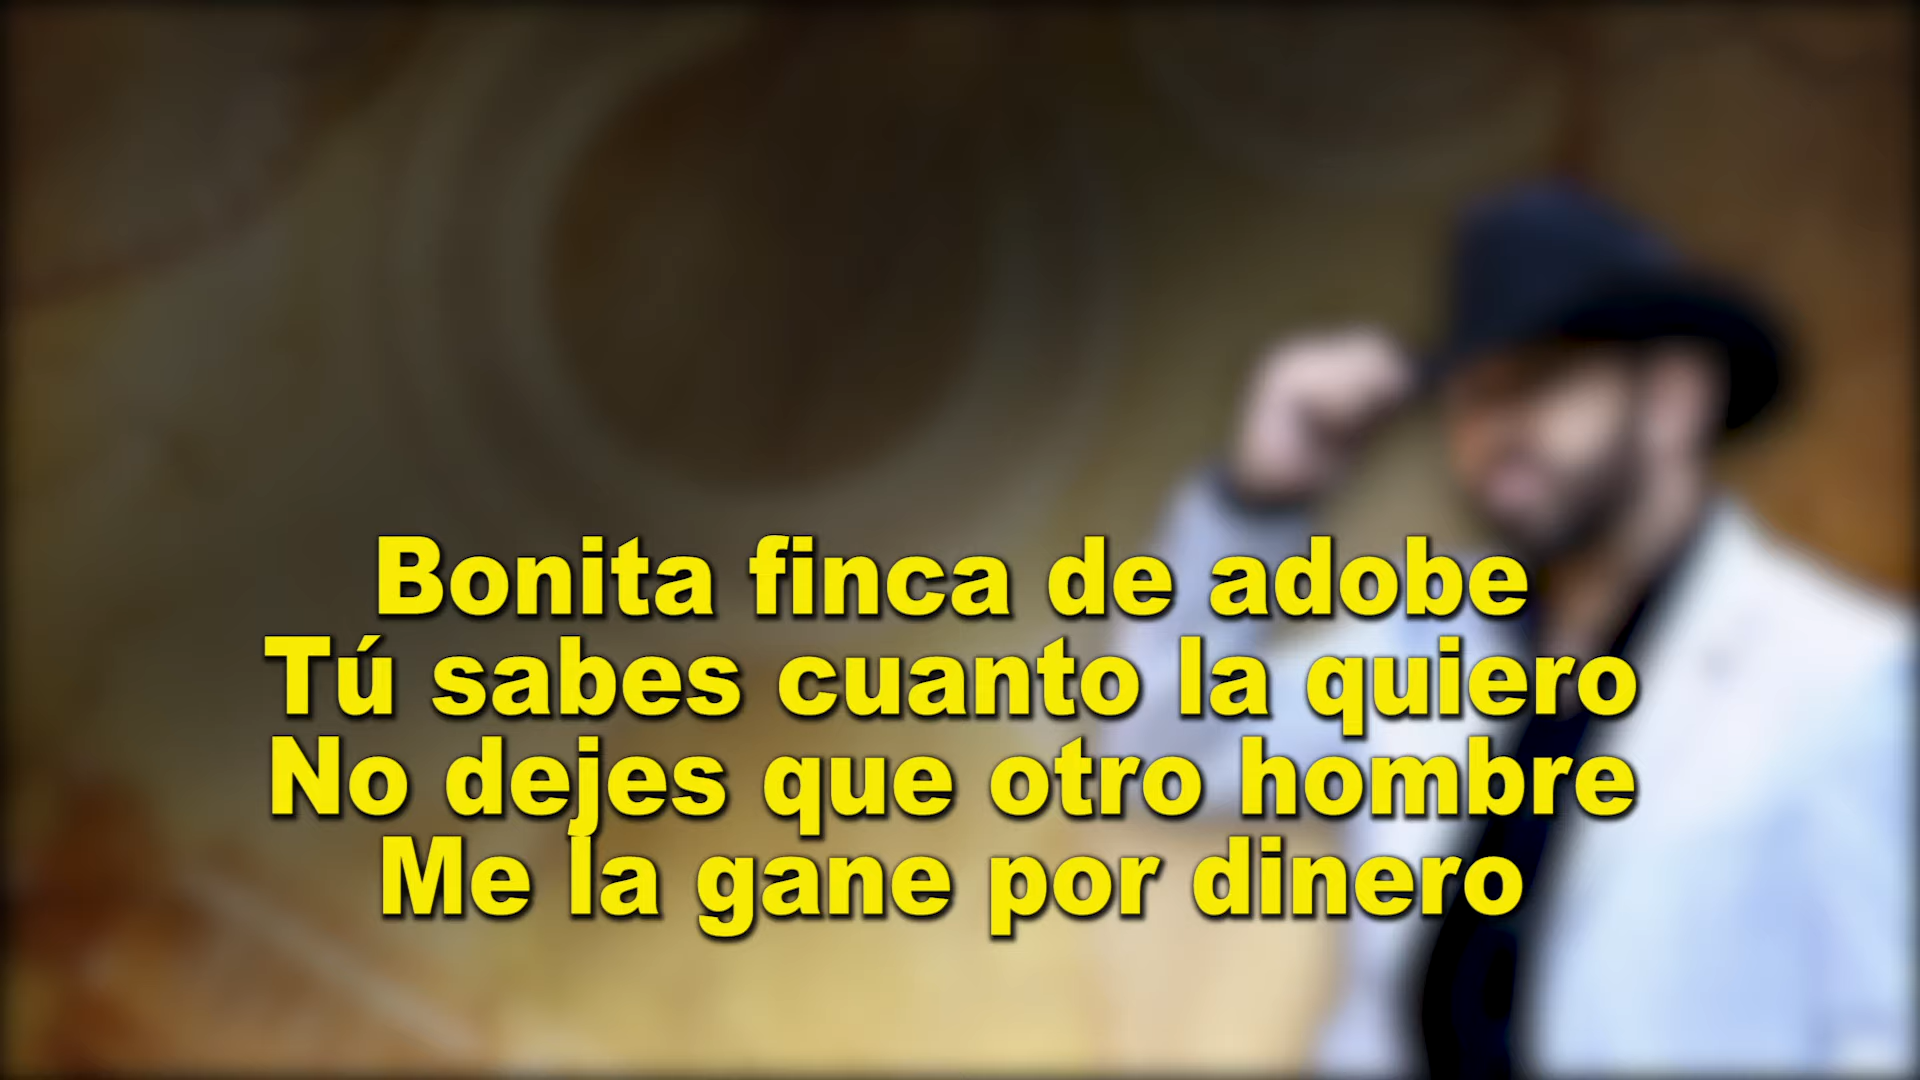 Bonita finca de adobe
Tú sabes cuanto la quiero
No dejes que otro hombre
Me la gane por dinero